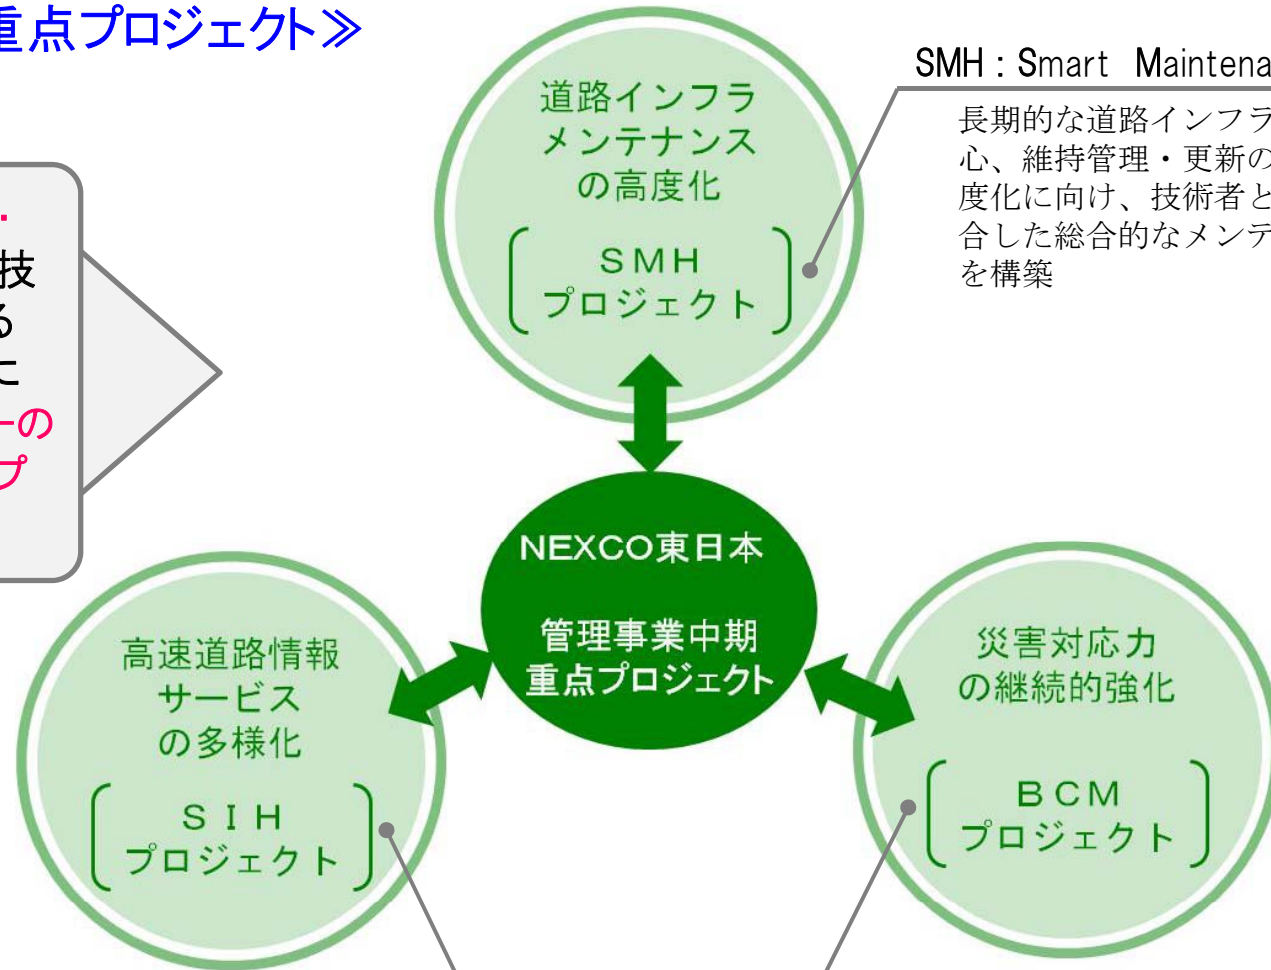 重点プロジェクト≫
SMH：Smart Maintena
長期的な道路インフラ
心、維持管理・更新の
度化に向け、技術者と
合した総合的なメンテ
を構築
道路インフラ
メンテナンス
の高度化
SMH
プロジェクト
・
技
る
に
ーの
プ
NEXCO東日本
管理事業中期
重点プロジェクト
高速道路情報
サービス
の多様化
SIH
プロジェクト
災害対応力
の継続的強化
BCM
プロジェクト